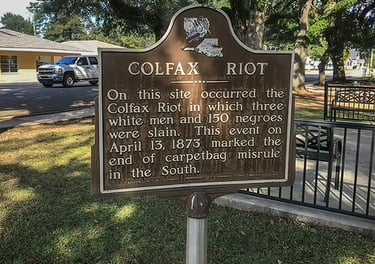 COLFAX RIOT
On this site occurred the
Colfax Riot in which three
white men and 150 negroes
were slain. This event on
April 13, 1873 marked the
end of carpetbag misrule
in the South.